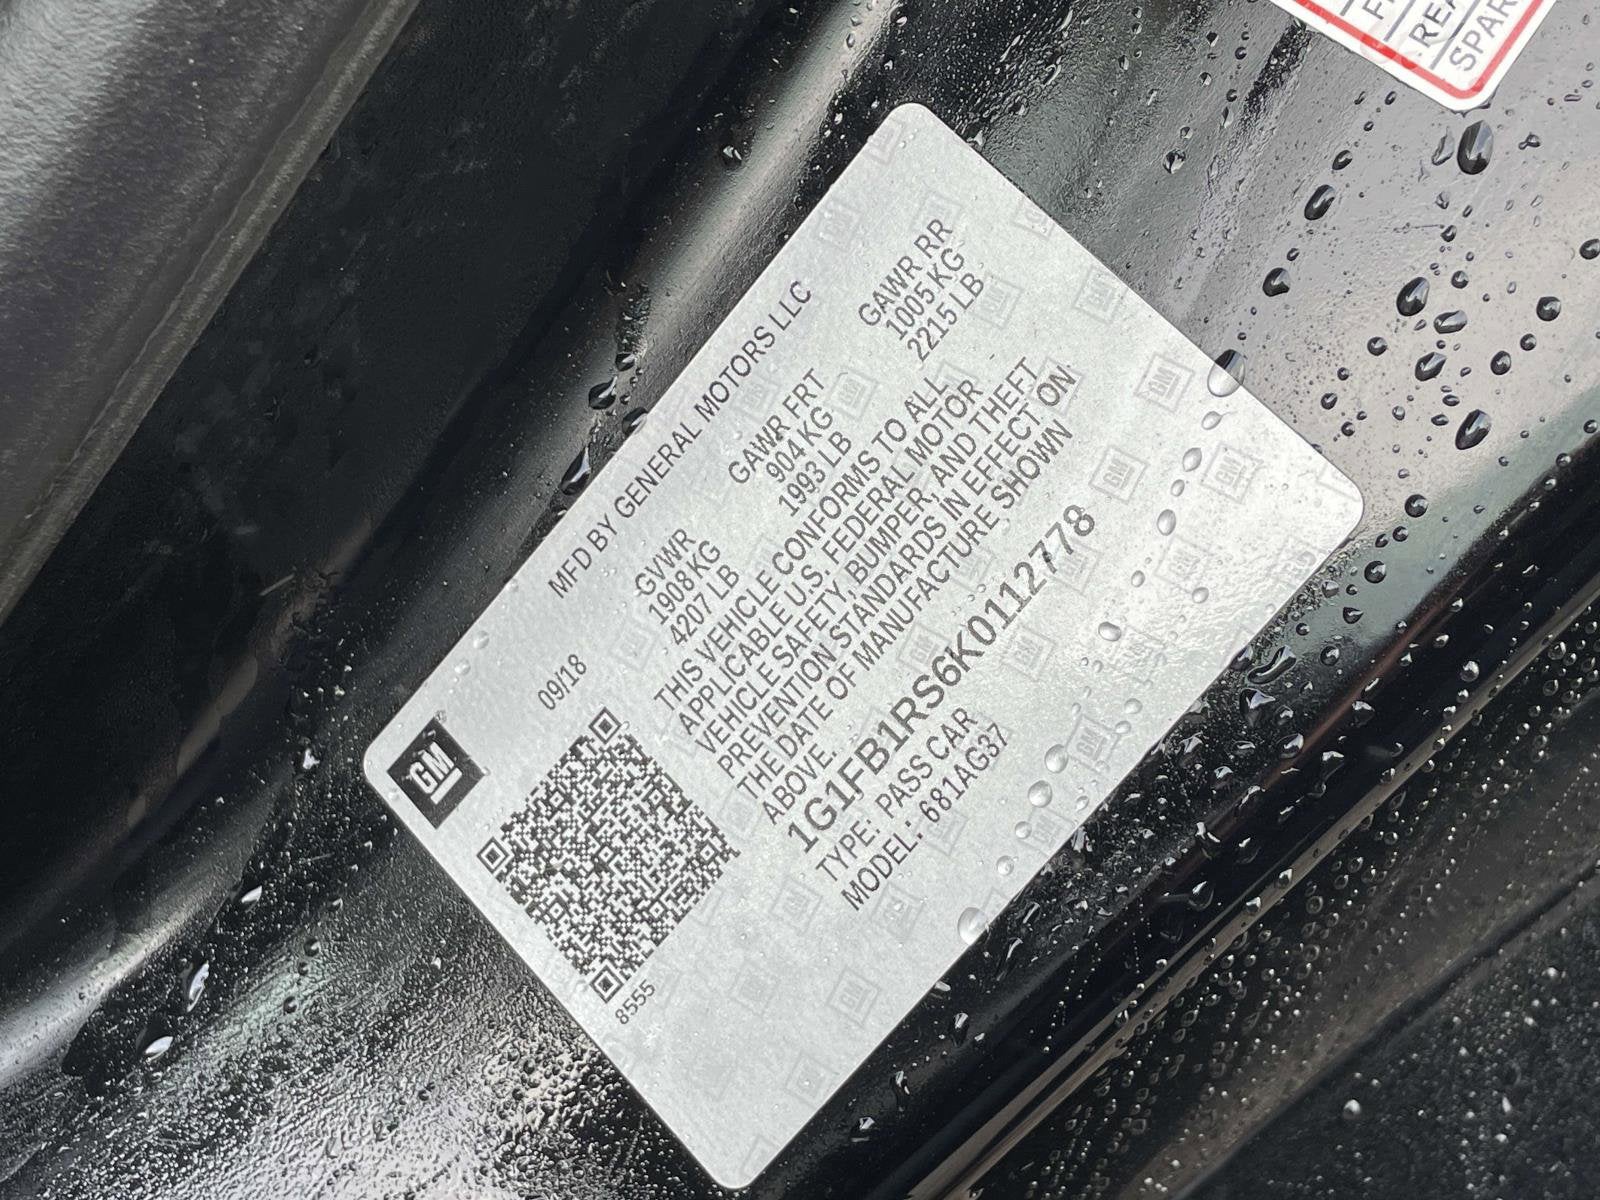 GM
MFD BY GENERAL MOTORS LLC
09/18
GVWR
1908 KG
4207 LB
GAWR FRT
904 KG
1993 LB
GAWR RR
1005 KG
2215 LB
THIS VEHICLE CONFORMS TO ALL
APPLICABLE U.S. FEDERAL MOTOR
VEHICLE SAFETY, BUMPER, AND THEFT
PREVENTION STANDARDS IN EFFECT ON
THE DATE OF MANUFACTURE SHOWN
ABOVE.
1G1FB1RS6K0112778
TYPE: PASS CAR
MODEL: 681AG37
8555